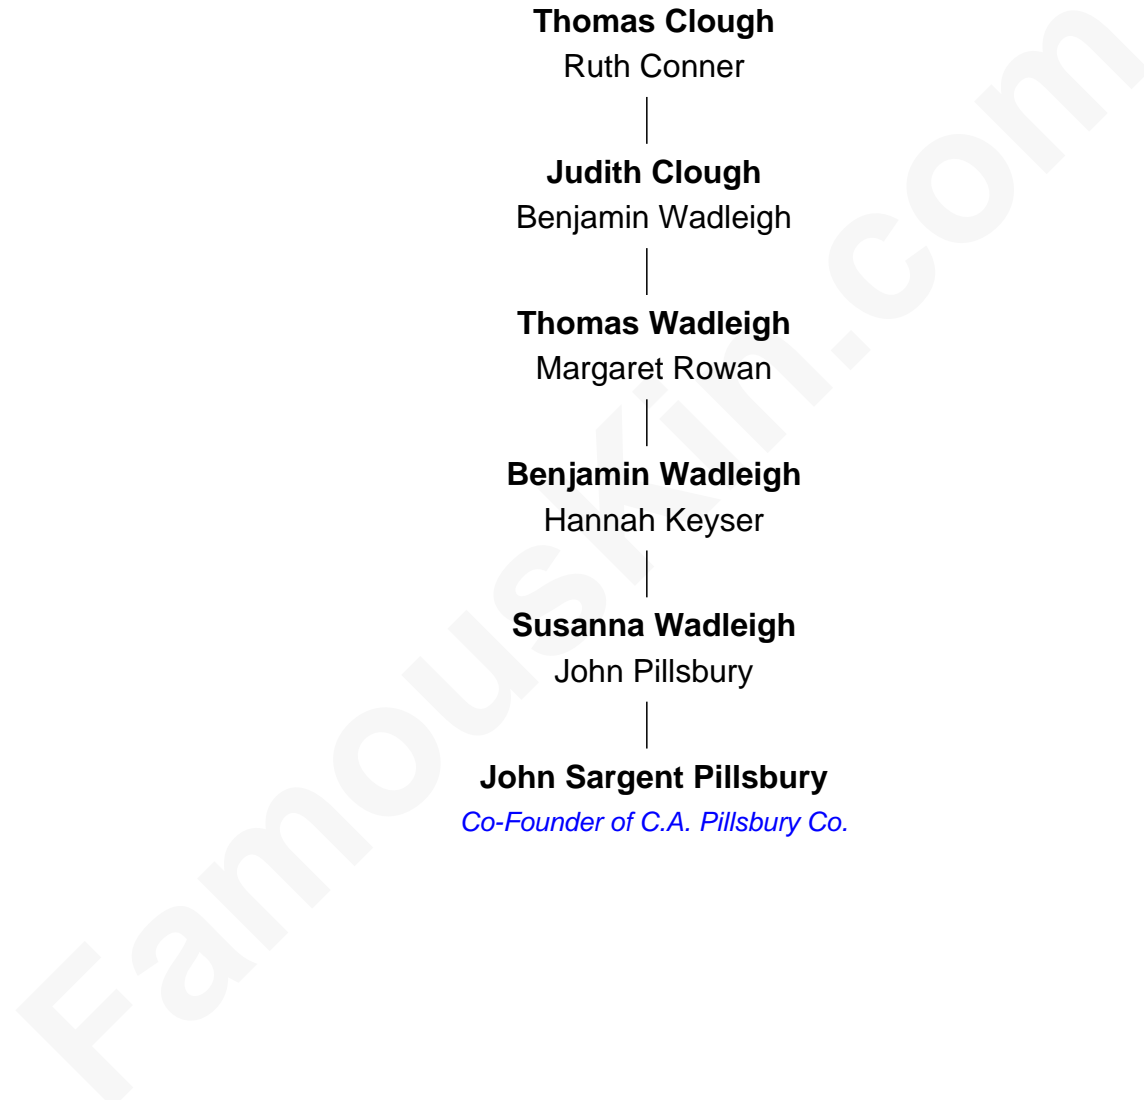 Thomas Clough
Ruth Conner
Judith Clough
Benjamin Wadleigh
Thomas Wadleigh
Margaret Rowan
Benjamin Wadleigh
Hannah Keyser
Susanna Wadleigh
John Pillsbury
John Sargent Pillsbury
Co-Founder of C.A. Pillsbury Co.
FamousKin.com